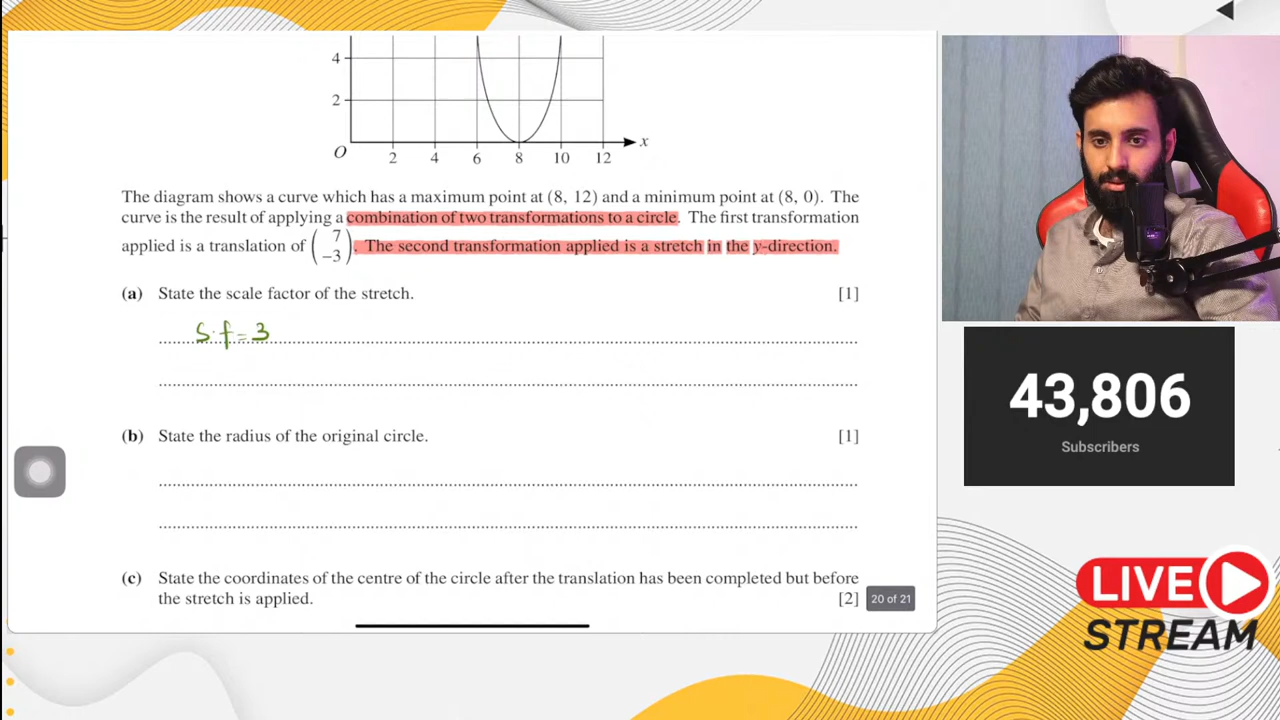 4
2
O 2 4 6 8 10 12 x
The diagram shows a curve which has a maximum point at (8, 12) and a minimum point at (8, 0). The
curve is the result of applying a combination of two transformations to a circle. The first transformation
applied is a translation of (7 −3). The second transformation applied is a stretch in the y-direction.
(a) State the scale factor of the stretch. [1]
S.f = 3
(b) State the radius of the original circle. [1]
(c) State the coordinates of the centre of the circle after the translation has been completed but before
the stretch is applied. [2]
20 of 21
43,806
Subscribers
LIVE
STREAM